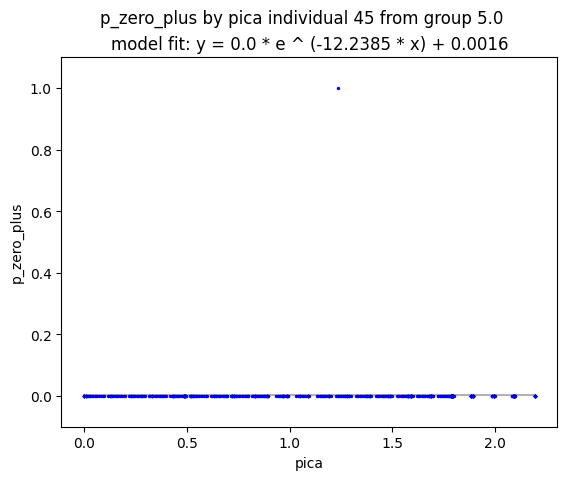 p_zero_plus by pica individual 45 from group 5.0
model fit: y = 0.0 * e ^ (-12.2385 * x) + 0.0016
1.0
0.8
0.6
0.4
0.2
0.0
p_zero_plus
0.0 0.5 1.0 1.5 2.0
pica